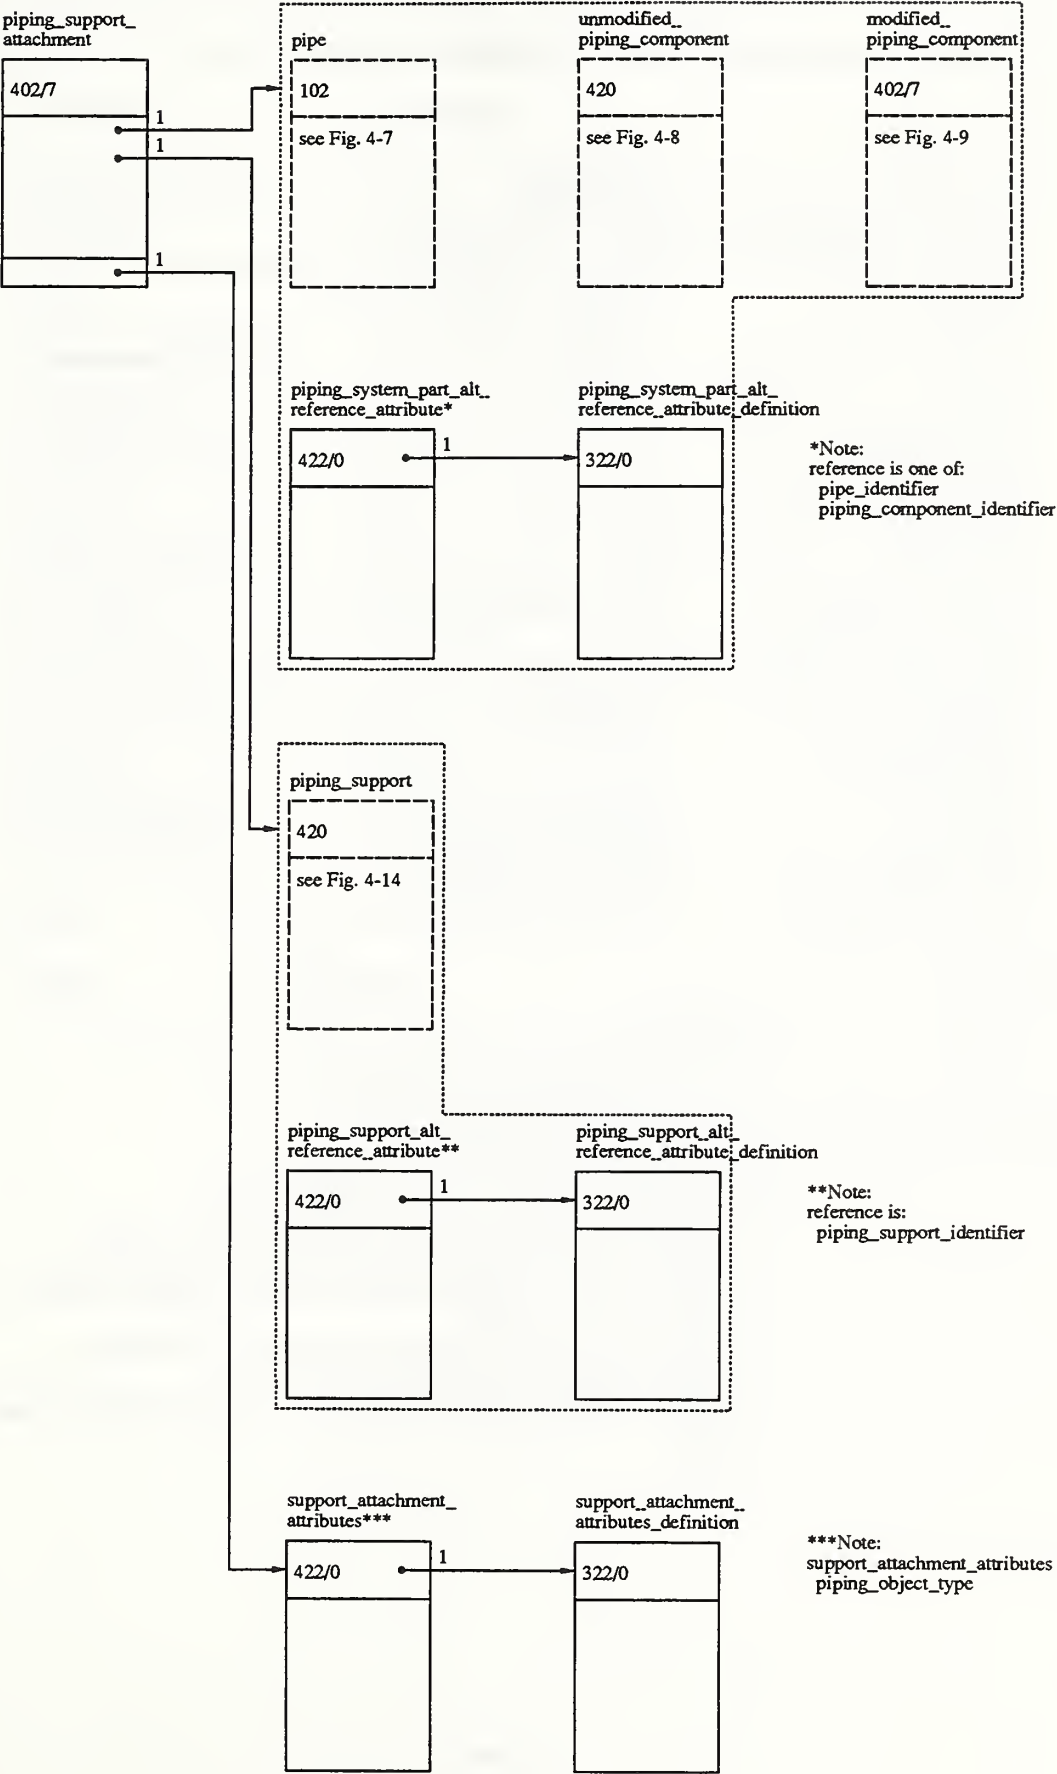 piping_support_
attachment
402/7
1
1
1
pipe
102
see Fig. 4-7
unmodified_
piping_component
420
see Fig. 4-8
modified_
piping_component
402/7
see Fig. 4-9
piping_system_part_alt_
reference_attribute*
422/0
1
piping_system_part_alt_
reference_attribute_definition
322/0
*Note:
reference is one of:
pipe_identifier
piping_component_identifier
piping_support
420
see Fig. 4-14
piping_support_alt_
reference_attribute**
422/0
1
piping_support_alt_
reference_attribute_definition
322/0
**Note:
reference is:
piping_support_identifier
support_attachment_
attributes***
422/0
1
support_attachment_
attributes_definition
322/0
***Note:
support_attachment_attributes
piping_object_type